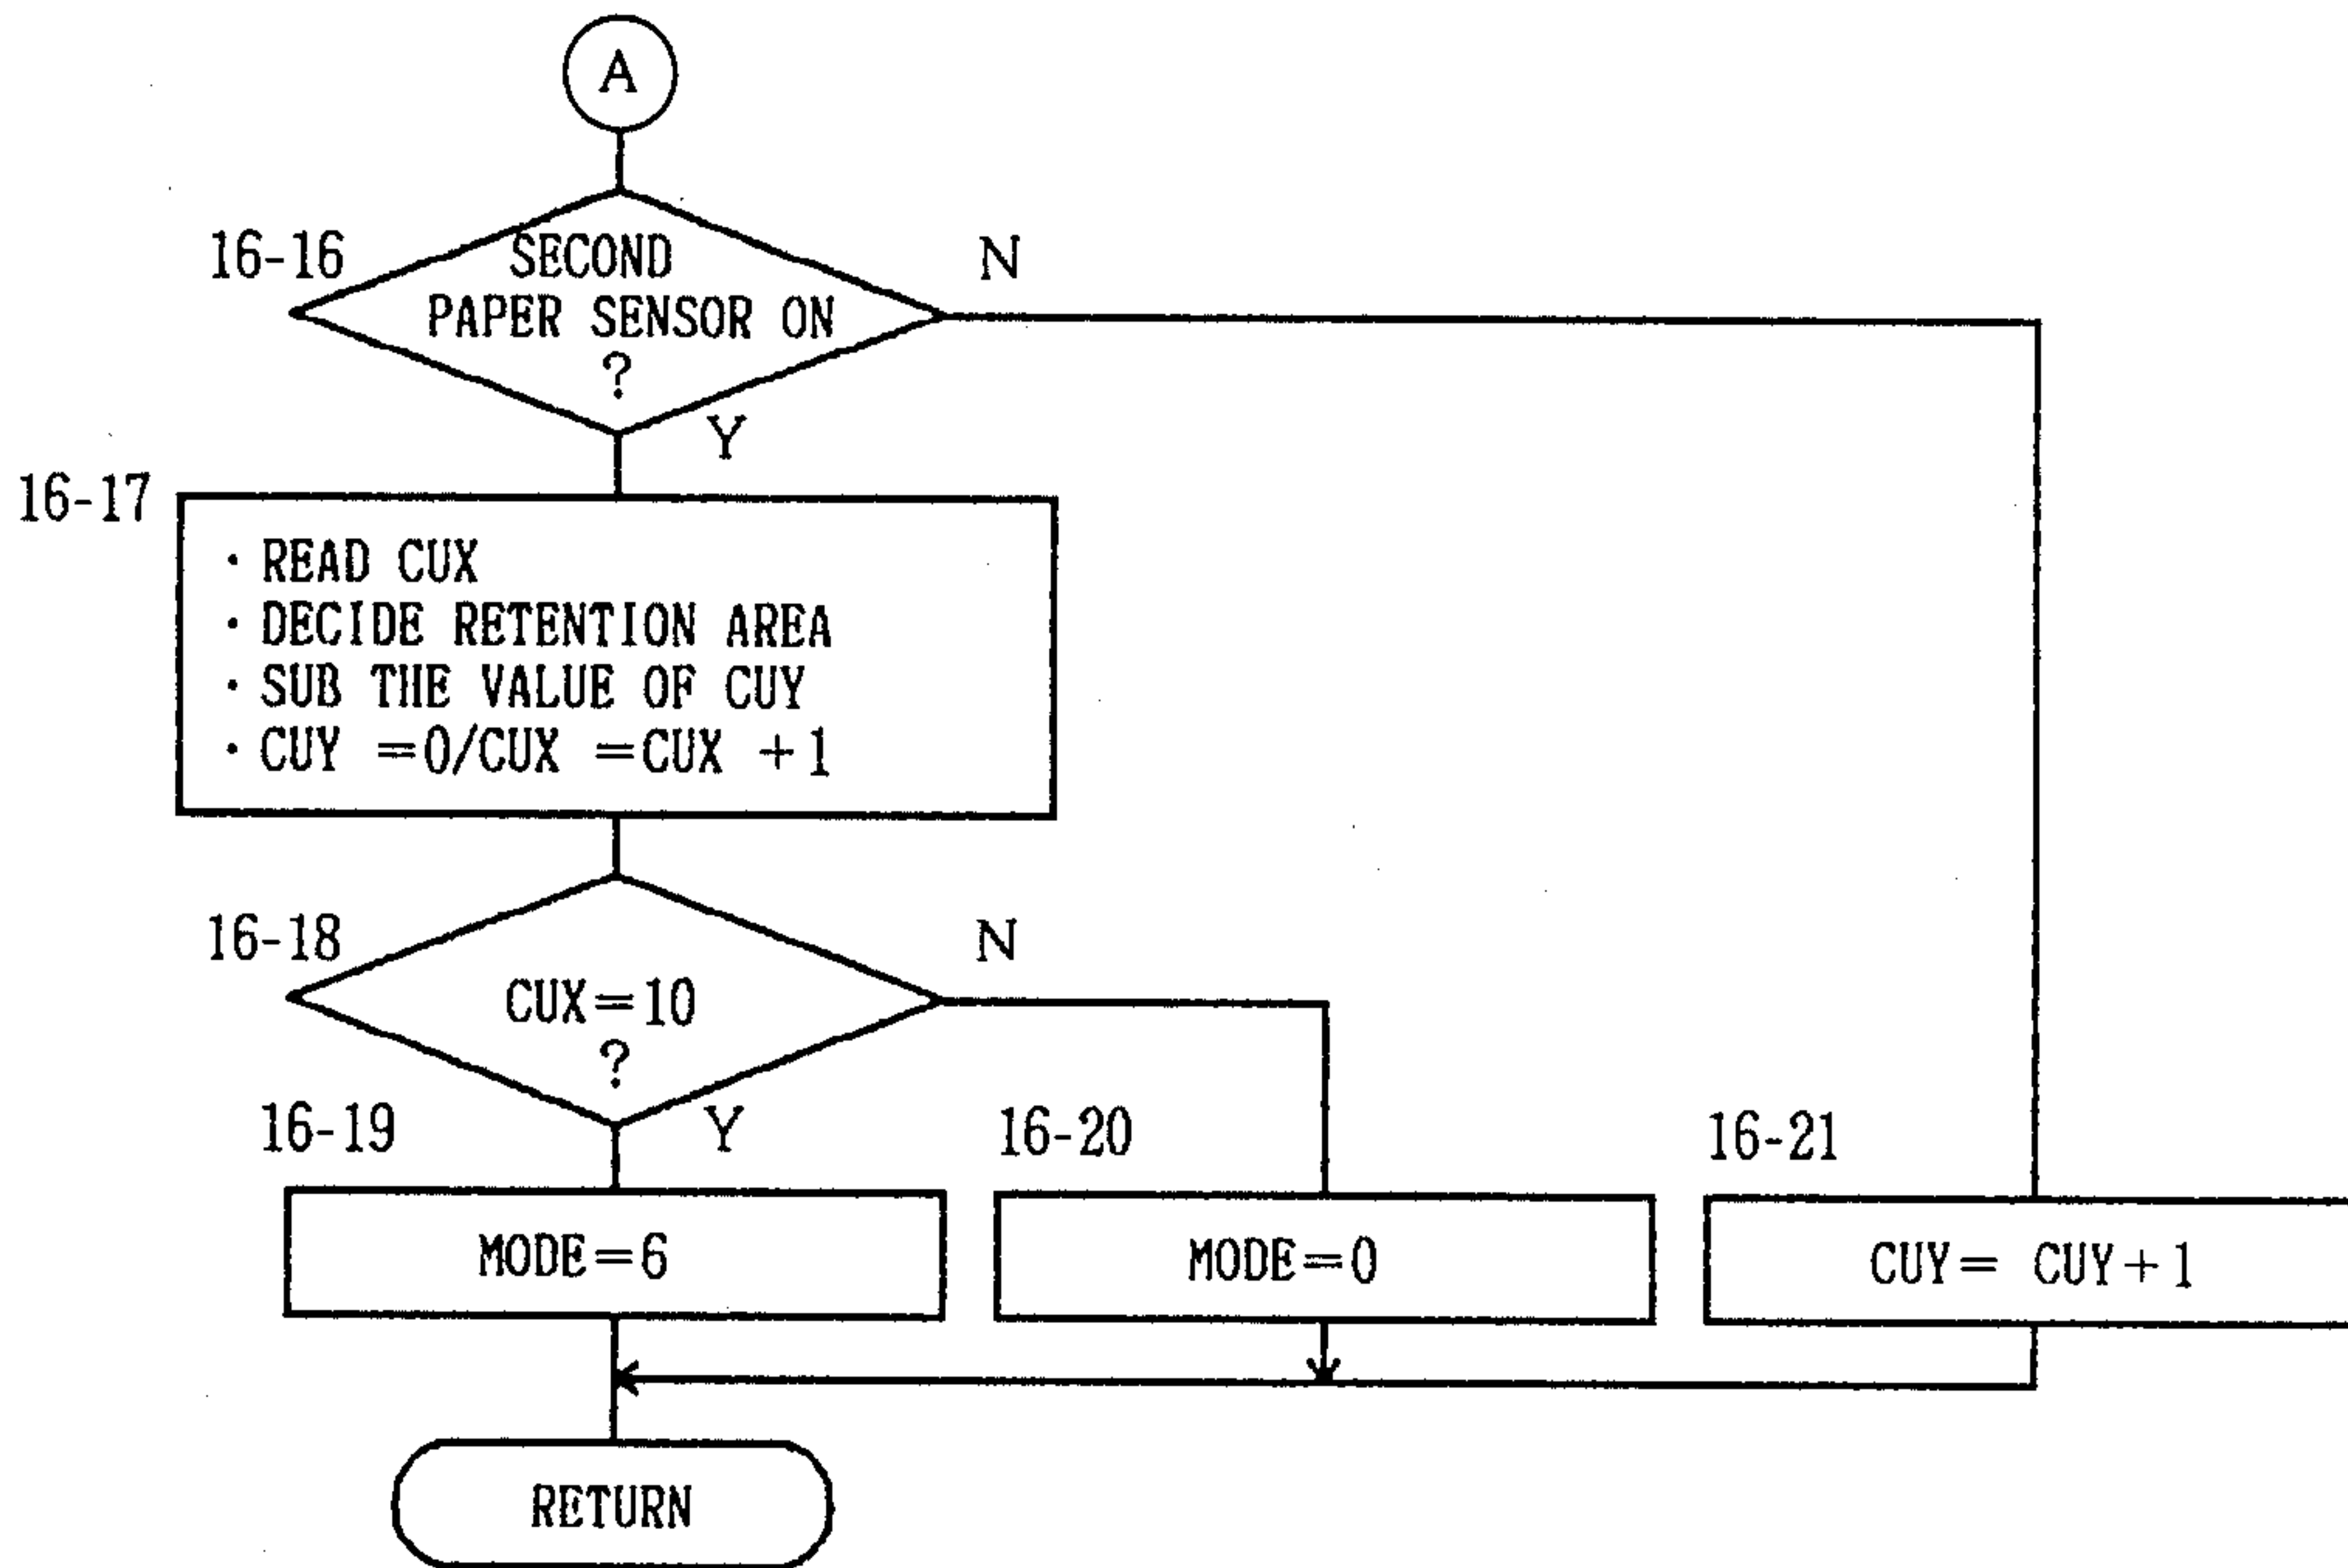 A
16-16
SECOND
PAPER SENSOR ON
?
N
Y
16-17
・READ CUX
・DECIDE RETENTION AREA
・SUB THE VALUE OF CUY
・CUY =0/CUX =CUX +1
16-18
CUX=10
?
N
Y
16-19
MODE=6
16-20
MODE=0
16-21
CUY= CUY+1
RETURN